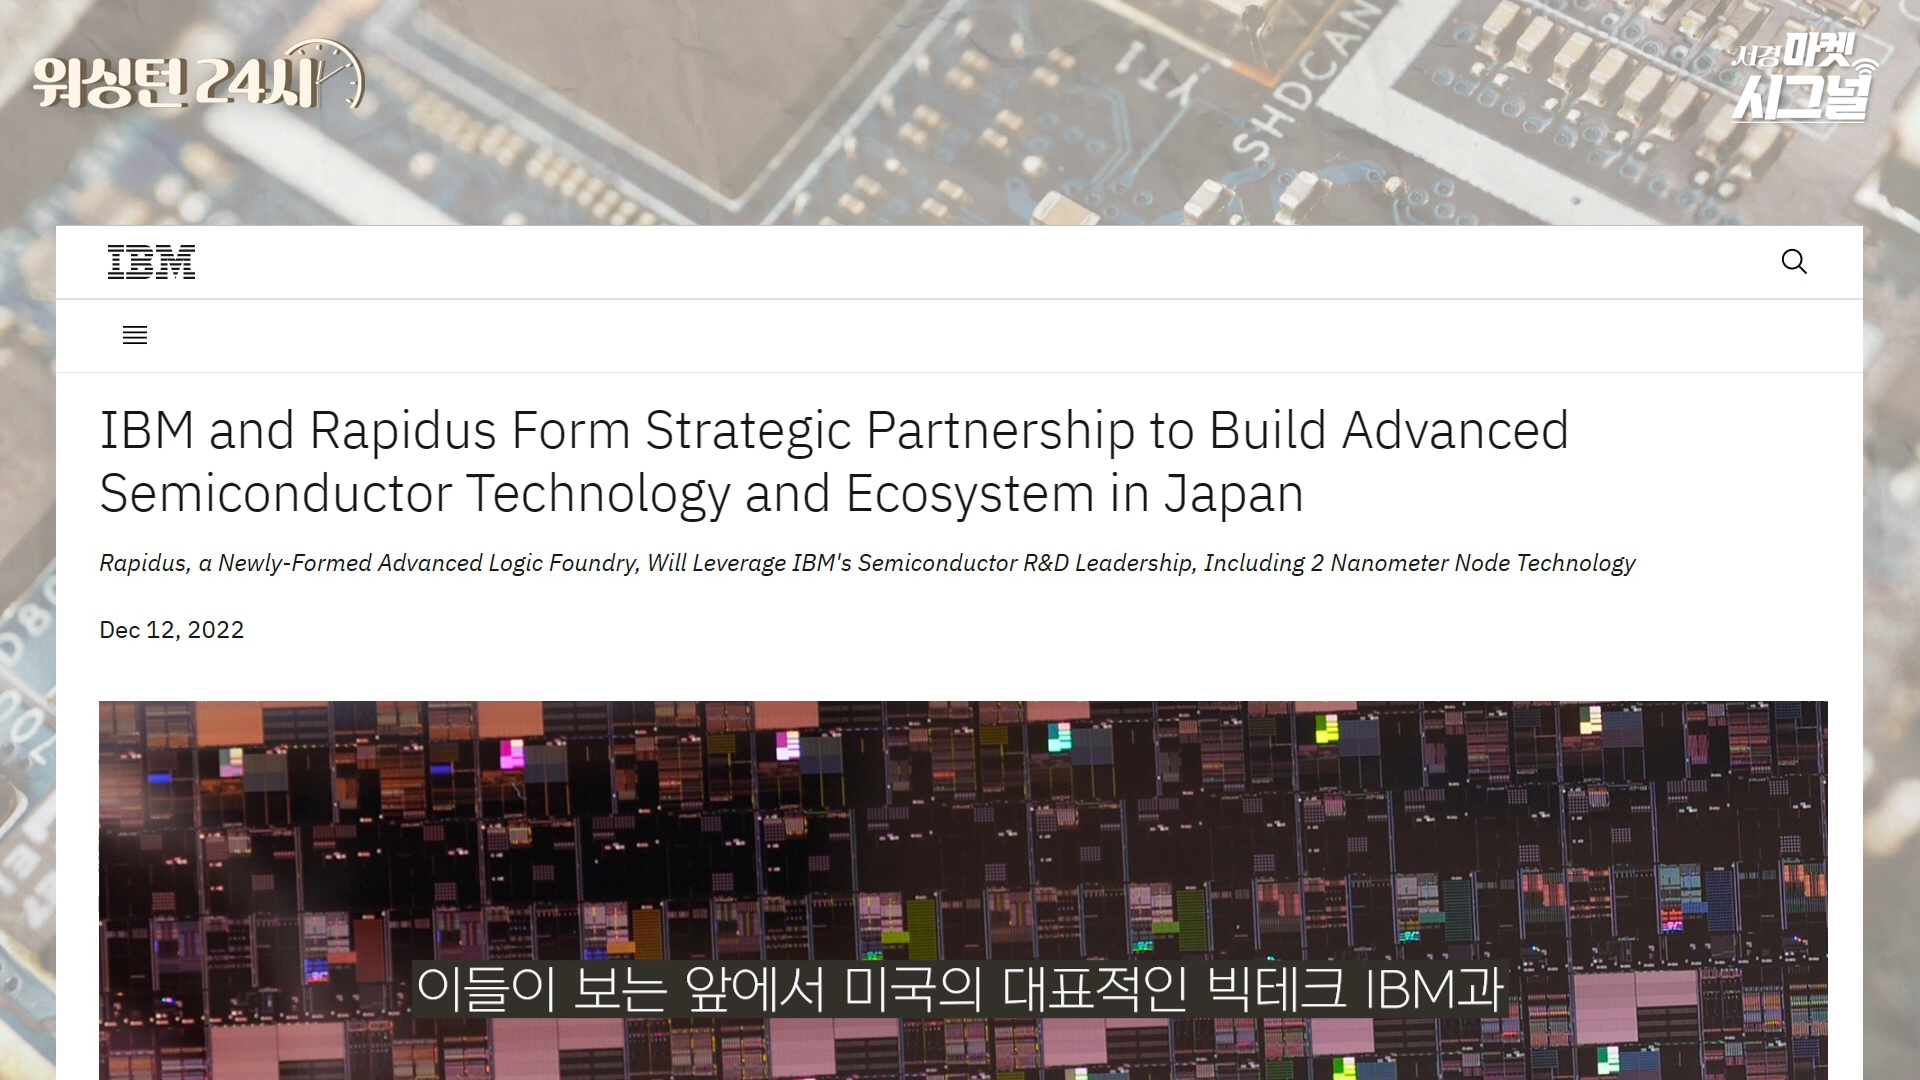 워싱턴 24시
서경 마켓
시그널
YTI
SHDCAN
IBM
IBM and Rapidus Form Strategic Partnership to Build Advanced
Semiconductor Technology and Ecosystem in Japan
Rapidus, a Newly-Formed Advanced Logic Foundry, Will Leverage IBM's Semiconductor R&D Leadership, Including 2 Nanometer Node Technology
Dec 12, 2022
이들이 보는 앞에서 미국의 대표적인 빅테크 IBM과